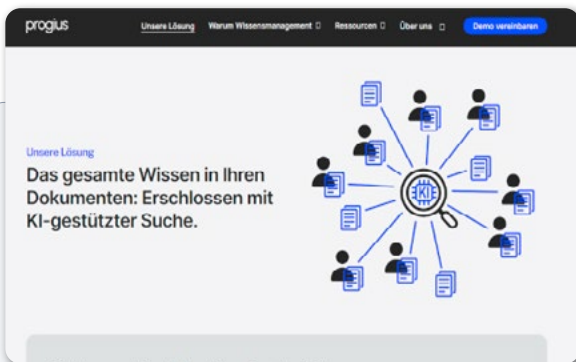 progius
Unsere Lösung Warum Wissensmanagement Ressourcen Über uns Demo vereinbaren
Unsere Lösung
Das gesamte Wissen in Ihren
Dokumenten: Erschlossen mit
KI-gestützter Suche.
KI